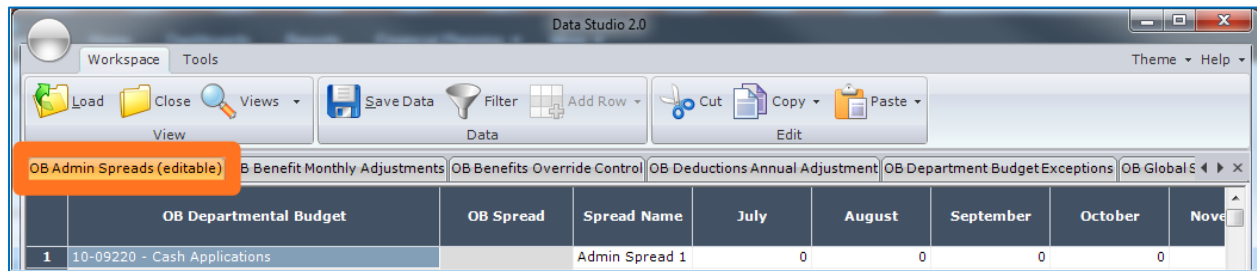 Data Studio 2.0
Workspace Tools Theme Help
Load Close Views Save Data Filter Add Row Cut Copy Paste
View Data Edit
OB Admin Spreads (editable) B Benefit Monthly Adjustments OB Benefits Override Control OB Deductions Annual Adjustment OB Department Budget Exceptions OB Global S
OB Departmental Budget OB Spread Spread Name July August September October Nove
1 10-09220 - Cash Applications Admin Spread 1 0 0 0 0